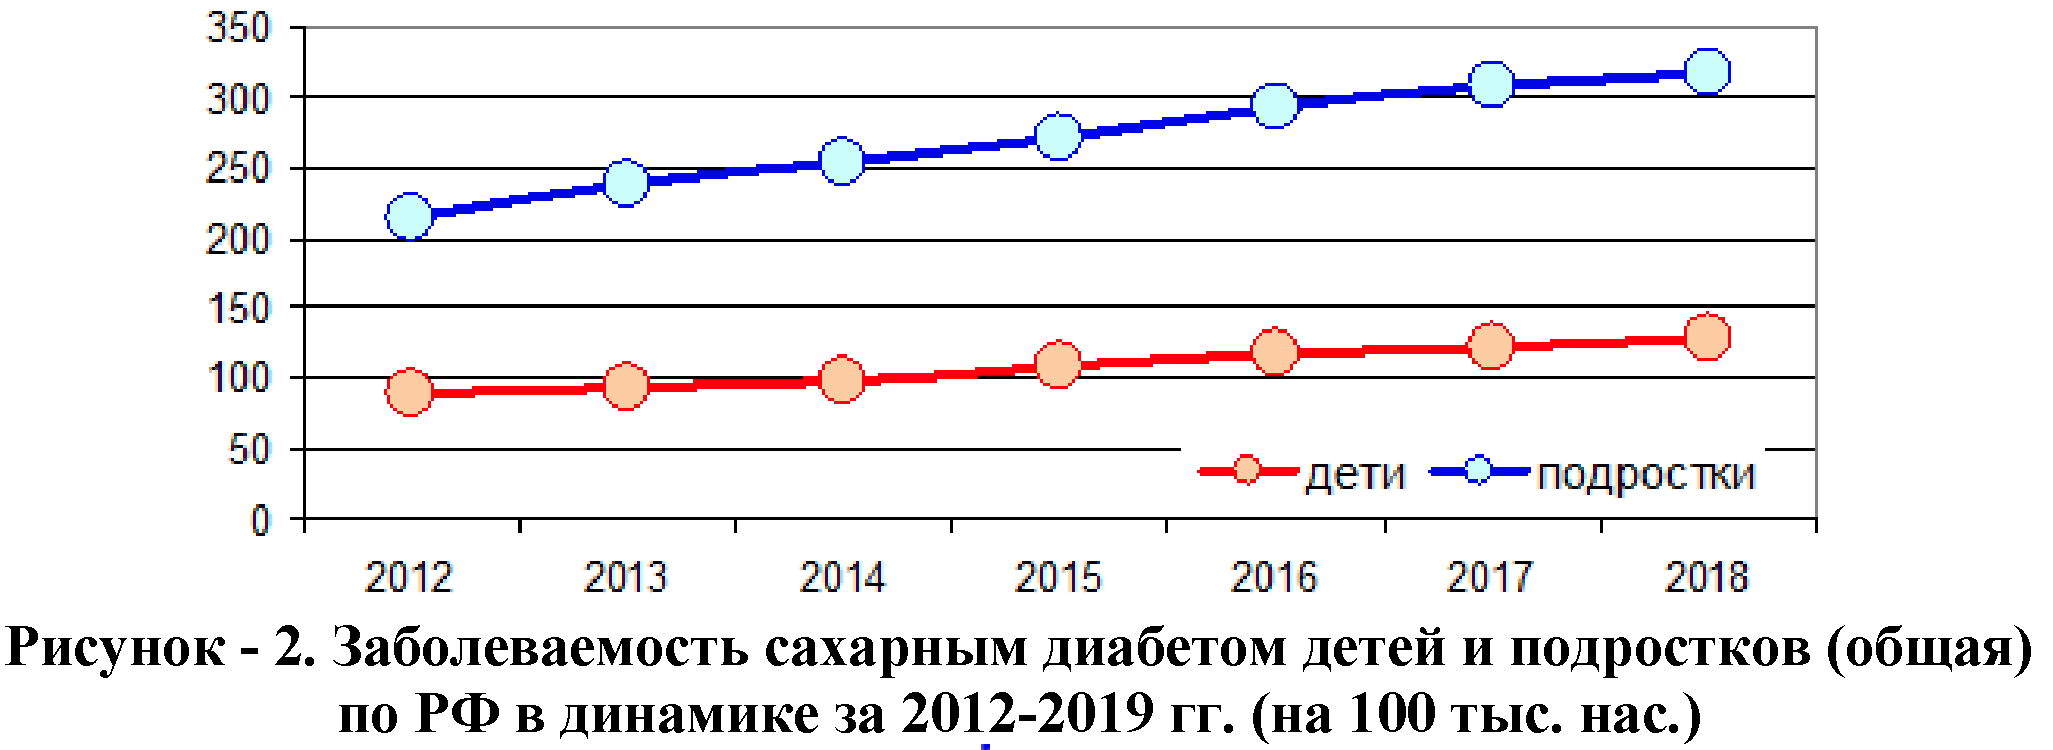 350
300
250
200
150
100
50
0
дети подростки
2012 2013 2014 2015 2016 2017 2018
Рисунок - 2. Заболеваемость сахарным диабетом детей и подростков (общая)
по РФ в динамике за 2012-2019 гг. (на 100 тыс. нас.)